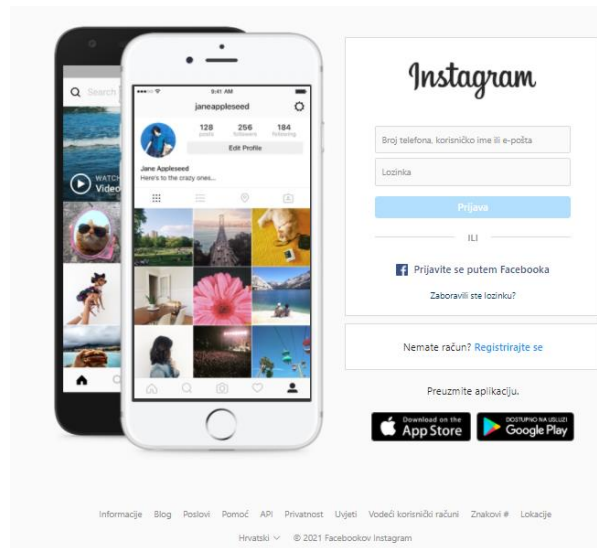 Search
WATCH
Video
9:41 AM
janeappleseed
128 256 184
posts followers following
Edit Profile
Jane Appleseed
Here's to the crazy ones...
Instagram
Broj telefona, korisničko ime ili e-pošta
Lozinka
Prijava
ILI
Prijavite se putem Facebooka
Zaboravili ste lozinku?
Nemate račun? Registrirajte se
Preuzmite aplikaciju.
Download on the
App Store
DOSTUPNO NA USLUZI
Google Play
Informacije Blog Poslovi Pomoć API Privatnost Uvjeti Vodeći korisnički računi Znakovi # Lokacije
Hrvatski © 2021 Facebookov Instagram